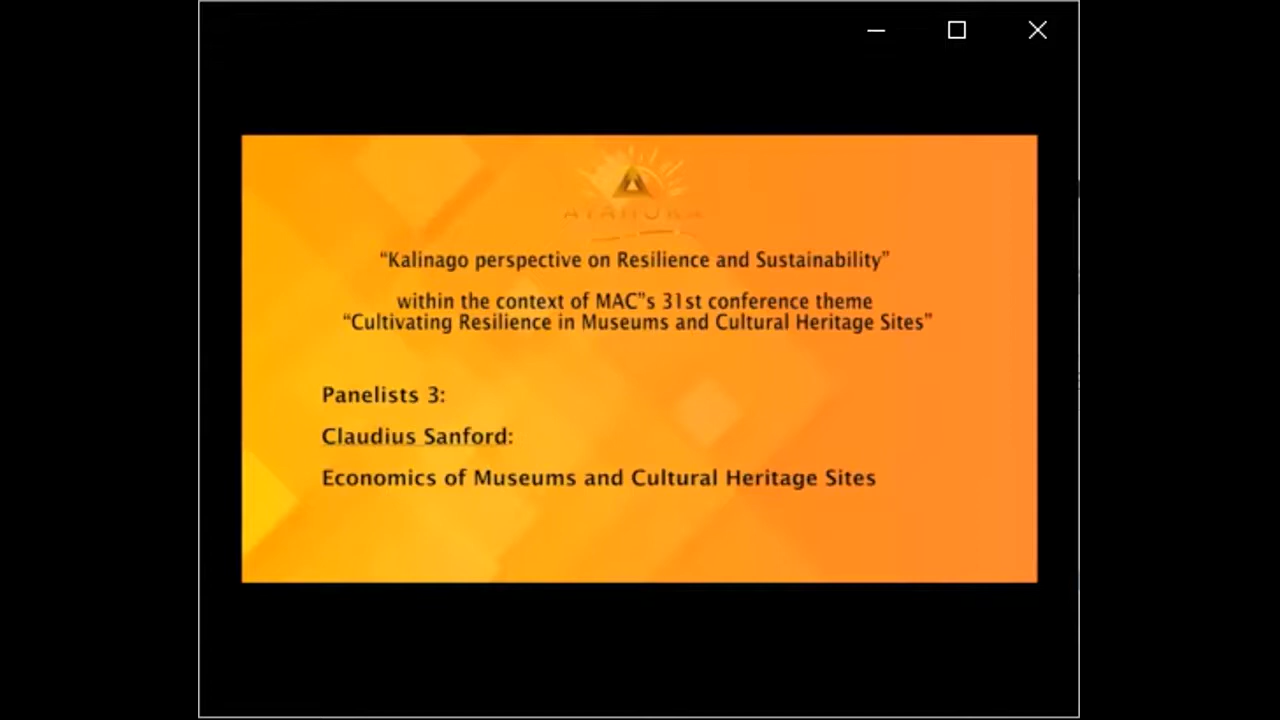 “Kalinago perspective on Resilience and Sustainability”
within the context of MAC"s 31st conference theme
“Cultivating Resilience in Museums and Cultural Heritage Sites”
Panelists 3:
Claudius Sanford:
Economics of Museums and Cultural Heritage Sites